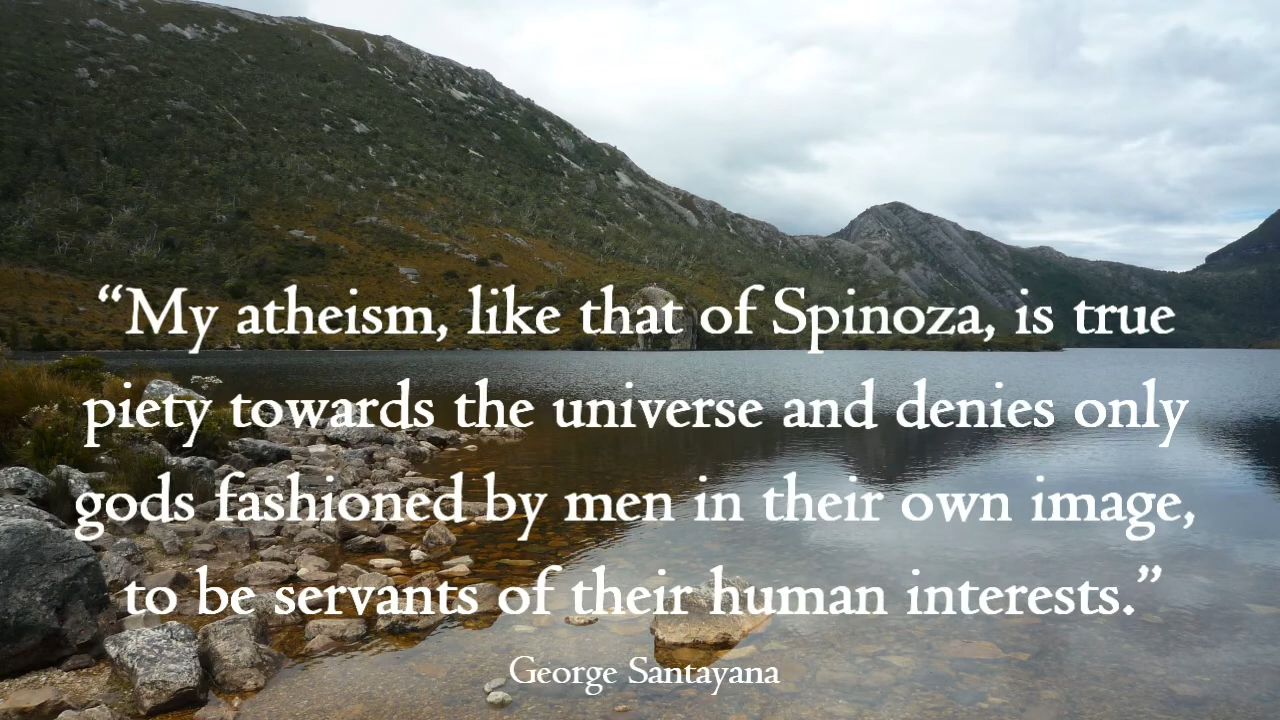 “My atheism, like that of Spinoza, is true
piety towards the universe and denies only
gods fashioned by men in their own image,
to be servants of their human interests.”
George Santayana